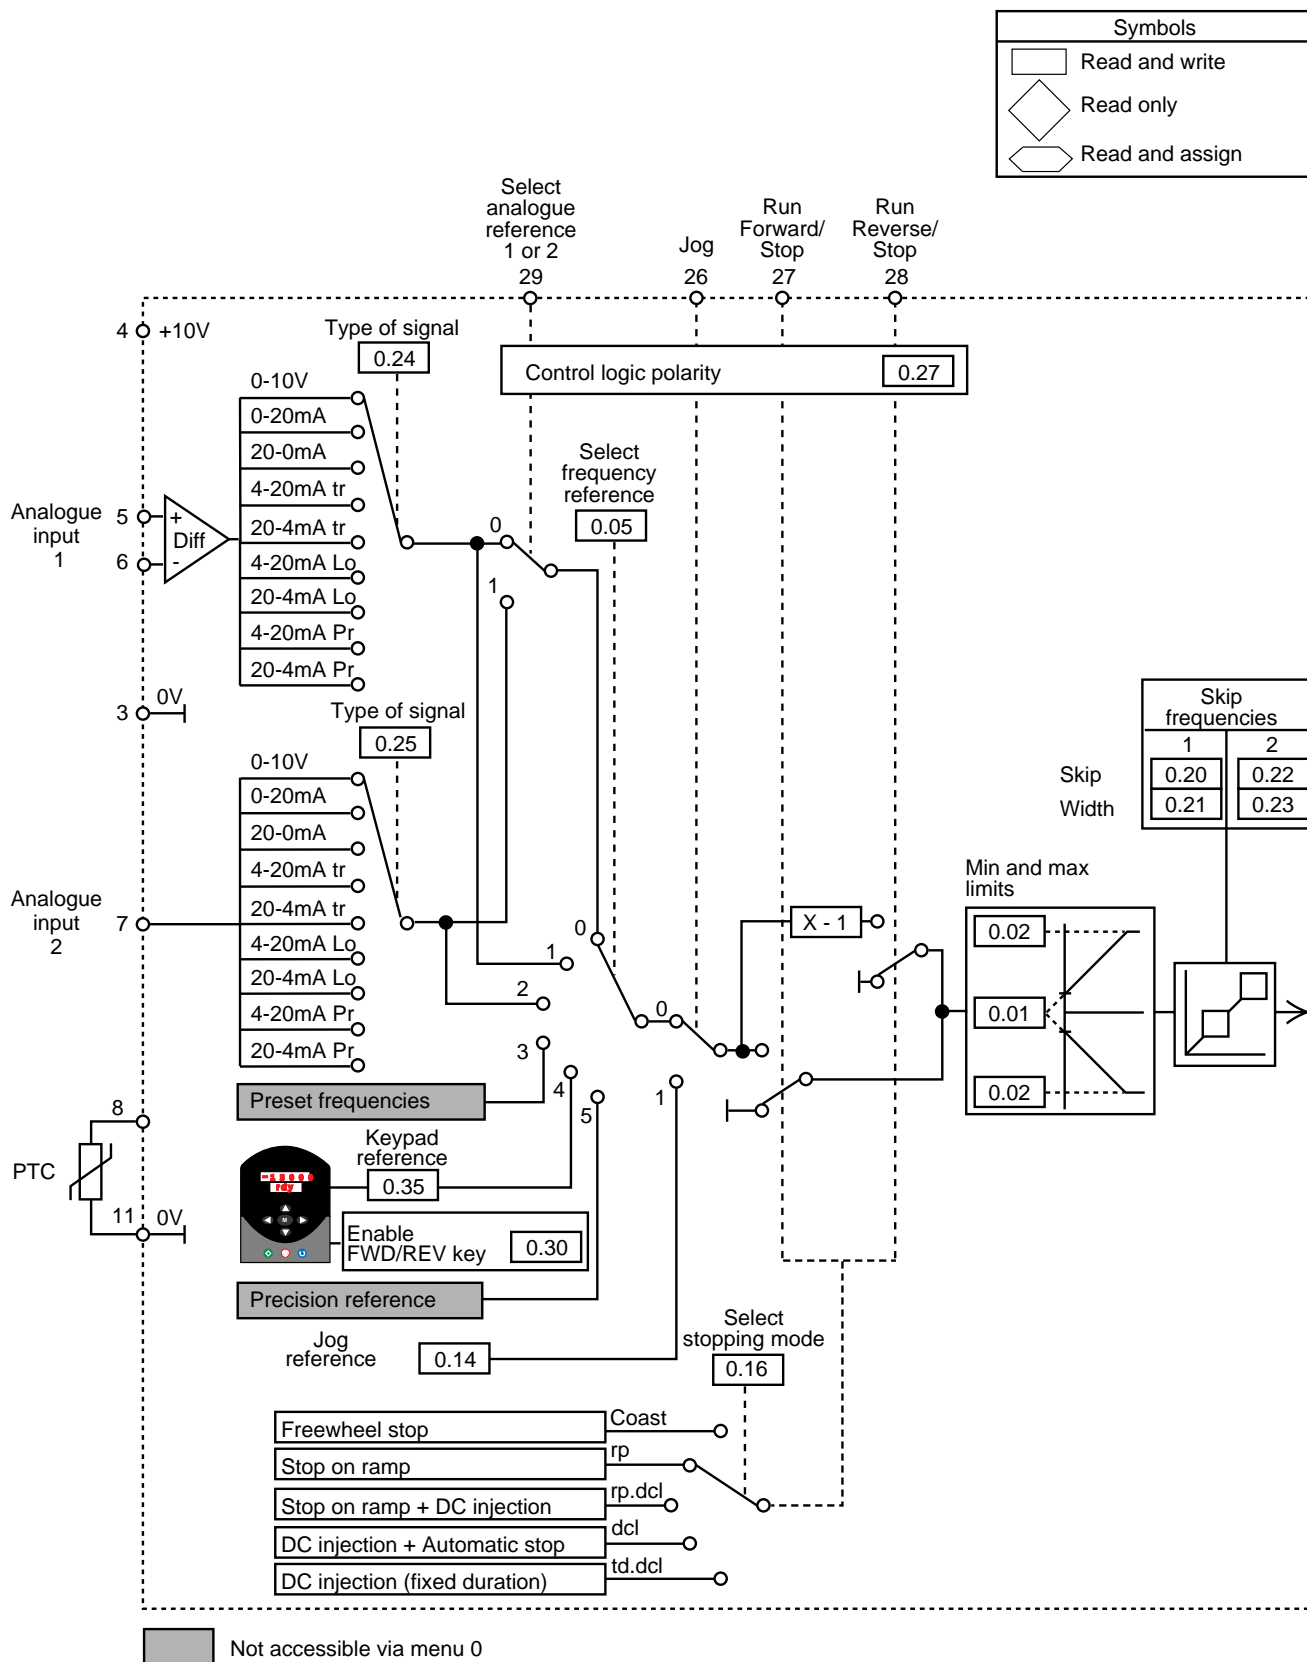 Symbols
Read and write
Read only
Read and assign
Select
analogue
reference
1 or 2
29
Jog
26
Run
Forward/
Stop
27
Run
Reverse/
Stop
28
4
+10V
Type of signal
0.24
Control logic polarity
0.27
0-10V
0-20mA
20-0mA
4-20mA tr
20-4mA tr
4-20mA Lo
20-4mA Lo
4-20mA Pr
20-4mA Pr
Analogue
input
1
5
6
+
Diff
-
0
1
Select
frequency
reference
0.05
3
0V
Type of signal
0.25
0-10V
0-20mA
20-0mA
4-20mA tr
20-4mA tr
4-20mA Lo
20-4mA Lo
4-20mA Pr
20-4mA Pr
Analogue
input
2
7
Skip
frequencies
1
2
Skip
0.20
0.22
Width
0.21
0.23
Min and max
limits
0.02
0.01
0.02
X - 1
0
1
2
3
4
5
0
1
Preset frequencies
8
PTC
11
0V
Keypad
reference
0.35
rdy
M
Enable
FWD/REV key
0.30
Precision reference
Jog
reference
0.14
Select
stopping mode
0.16
Freewheel stop
Coast
Stop on ramp
rp
Stop on ramp + DC injection
rp.dcl
DC injection + Automatic stop
dcl
DC injection (fixed duration)
td.dcl
Not accessible via menu 0